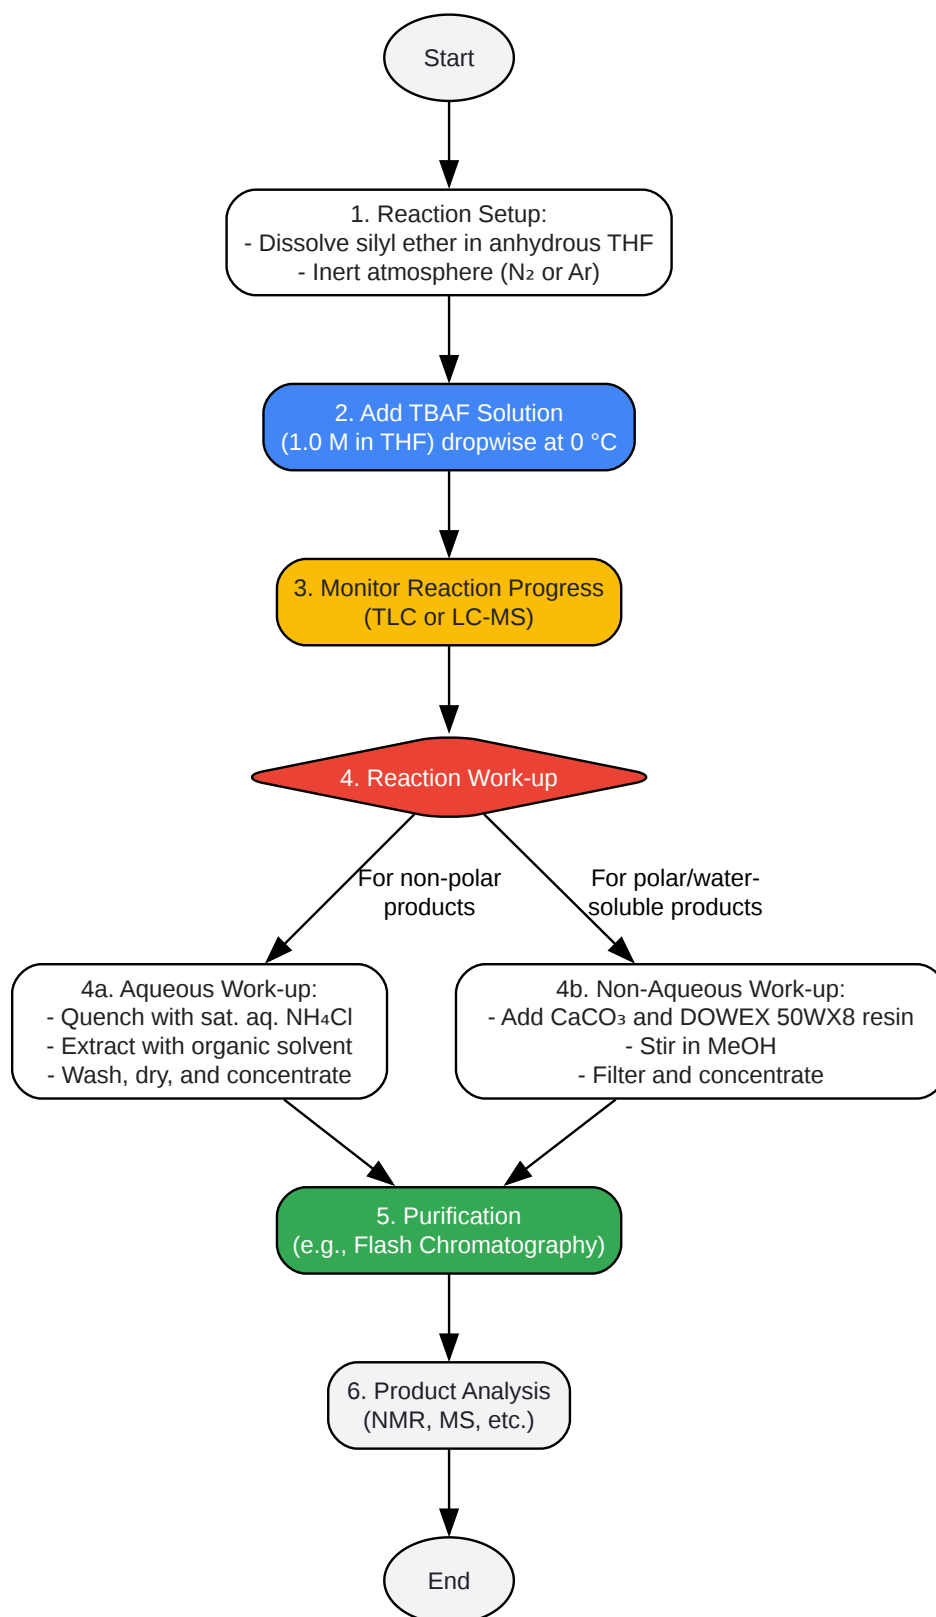 Start
1. Reaction Setup:
- Dissolve silyl ether in anhydrous THF
- Inert atmosphere (N₂ or Ar)
2. Add TBAF Solution
(1.0 M in THF) dropwise at 0 °C
3. Monitor Reaction Progress
(TLC or LC-MS)
4. Reaction Work-up
For non-polar
products
For polar/water-
soluble products
4a. Aqueous Work-up:
- Quench with sat. aq. NH₄Cl
- Extract with organic solvent
- Wash, dry, and concentrate
4b. Non-Aqueous Work-up:
- Add CaCO₃ and DOWEX 50WX8 resin
- Stir in MeOH
- Filter and concentrate
5. Purification
(e.g., Flash Chromatography)
6. Product Analysis
(NMR, MS, etc.)
End